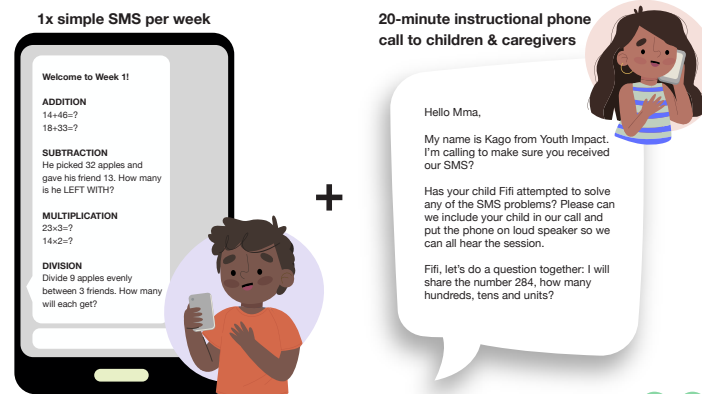 1x simple SMS per week
Welcome to Week 1!
ADDITION
14+46=?
18+33=?
SUBTRACTION
He picked 32 apples and
gave his friend 13. How many
is he LEFT WITH?
MULTIPLICATION
23×3=?
14×2=?
DIVISION
Divide 9 apples evenly
between 3 friends. How many
will each get?
+
20-minute instructional phone
call to children & caregivers
Hello Mma,
My name is Kago from Youth Impact.
I'm calling to make sure you received
our SMS?
Has your child Fifi attempted to solve
any of the SMS problems? Please can
we include your child in our call and
put the phone on loud speaker so we
can all hear the session.
Fifi, let's do a question together: I will
share the number 284, how many
hundreds, tens and units?